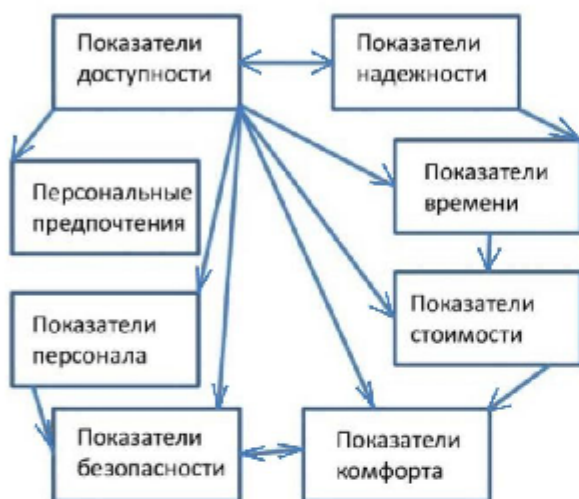 Показатели
доступности
Показатели
надежности
Персональные
предпочтения
Показатели
времени
Показатели
персонала
Показатели
стоимости
Показатели
безопасности
Показатели
комфорта